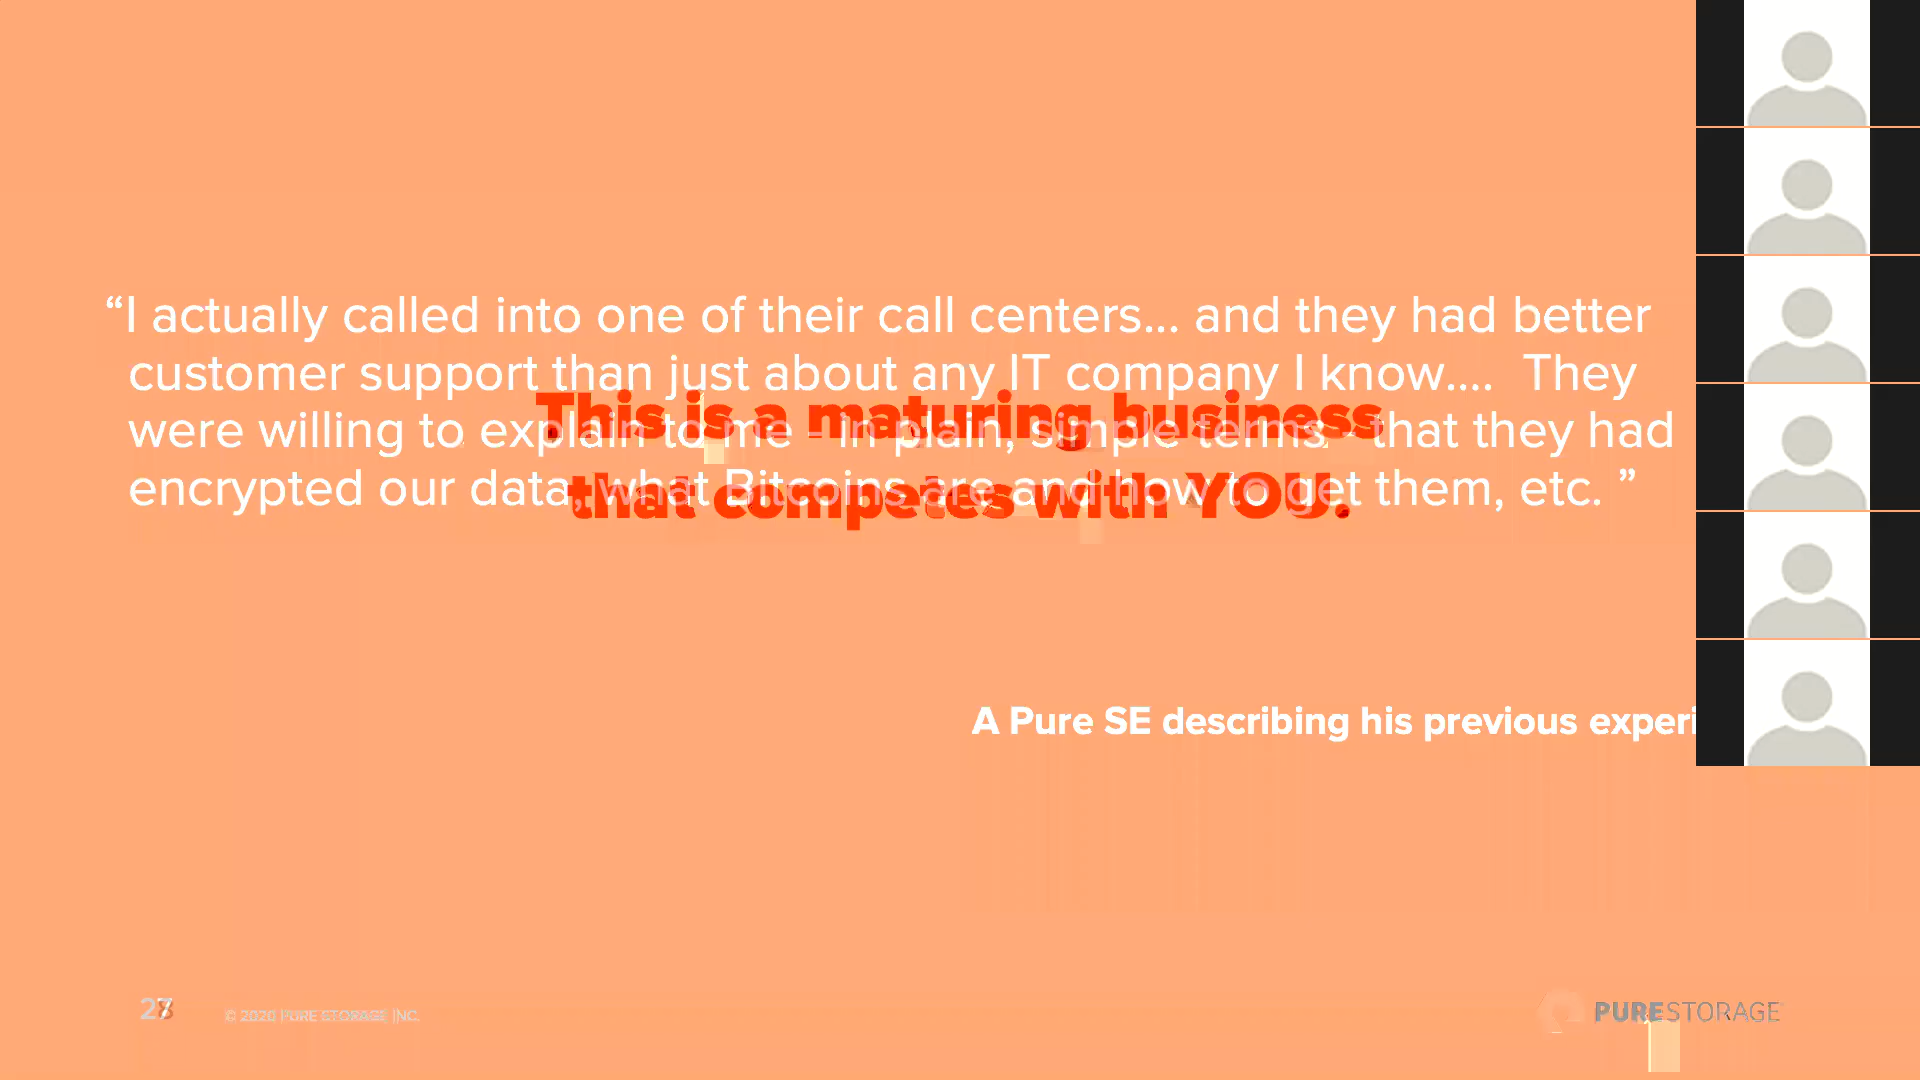 “I actually called into one of their call centers... and they had better
customer support than just about any IT company I know.... They
were willing to explain to me - in plain, simple terms - that they had
encrypted our data, what Bitcoins are and how to get them, etc. ”
This is a maturing business
that competes with YOU.
A Pure SE describing his previous experi
© 2020 PURE STORAGE INC.
PURESTORAGE